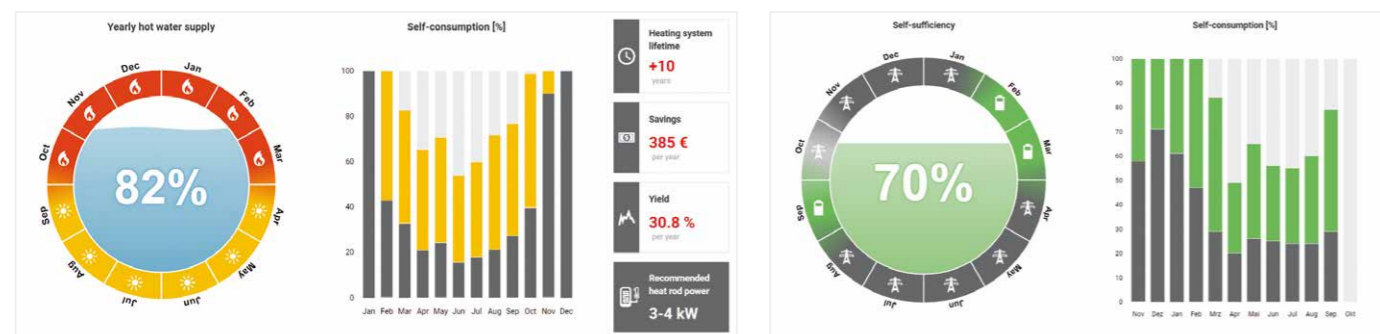 Yearly hot water supply
Dec
Jan
Nov
Feb
Oct
Mar
82%
Sep
Apr
Aug
May
Jul
Jun
Self-consumption [%]
100
80
60
40
20
0
Jan Feb Mar Apr May Jun Jul Aug Sep Oct Nov Dec
Heating system
lifetime
+10
years
Savings
385 €
per year
Yield
30.8 %
per year
Recommended
heat rod power
3-4 kW
Self-sufficiency
Dec
Jan
Nov
Feb
Oct
Mar
70%
Sep
Apr
Aug
May
Jul
Jun
Self-consumption [%]
100
90
80
70
60
50
40
30
20
10
0
Nov Dez Jan Feb Mrz Apr Mai Jun Jul Aug Sep Okt